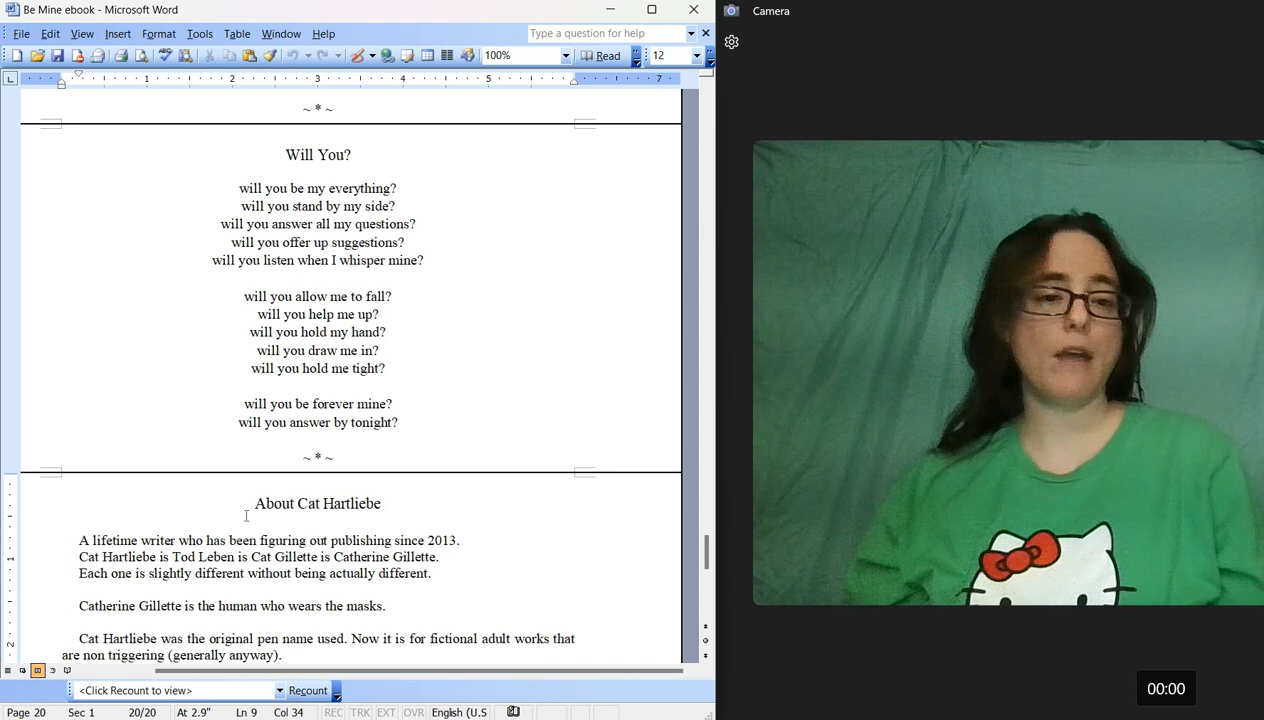 Be Mine ebook - Microsoft Word
Camera
File Edit View Insert Format Tools Table Window Help Type a question for help
100% Read 12
1 2 3 4 5 7
~ * ~
Will You?
will you be my everything?
will you stand by my side?
will you answer all my questions?
will you offer up suggestions?
will you listen when I whisper mine?
will you allow me to fall?
will you help me up?
will you hold my hand?
will you draw me in?
will you hold me tight?
will you be forever mine?
will you answer by tonight?
~ * ~
About Cat Hartliebe
A lifetime writer who has been figuring out publishing since 2013.
Cat Hartliebe is Tod Leben is Cat Gillette is Catherine Gillette.
Each one is slightly different without being actually different.
Catherine Gillette is the human who wears the masks.
Cat Hartliebe was the original pen name used. Now it is for fictional adult works that
are non triggering (generally anyway).
<Click Recount to view> Recount
00:00
Page 20 Sec 1 20/20 At 2.9" Ln 9 Col 34 REC TRK EXT OVR English (U.S